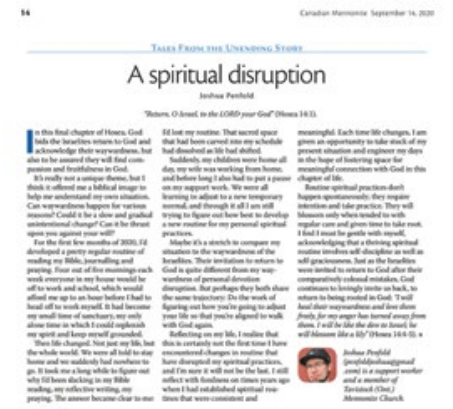 14
Canadian Mennonite September 14, 2020
Tales from the Unending Story
A spiritual disruption
Joshua Penfold
"Return, O Israel, to the LORD your God" (Hosea 14:1).
In this final chapter of Hosea, God
bids the Israelites return to God and
acknowledge their waywardness, but
also to be assured they will find com-
passion and fruitfulness in God.
It's really not a unique theme, but I
think it offered me a biblical image to
help me understand my own situation.
Can waywardness happen for various
reasons? Could it be a slow and gradual
unintentional change? Can it be thrust
upon you against your will?
For the first few months of 2020, I'd
developed a pretty regular routine of
reading my Bible, journalling and
praying. Four out of five mornings each
week everyone in my house would be
off to work and school, which would
afford me up to an hour before I had to
head off to work myself. It had become
my small time of sanctuary, my only
alone time in which I could replenish
my spirit and keep myself grounded.
Then life changed. Not just my life, but
the whole world. We were all told to stay
home and we suddenly had nowhere to
go. It took me a long while to figure out
why I'd been slacking in my Bible
reading, my reflective writing, my
praying. The answer became clear to me:
I'd lost my routine. That sacred space
that had been carved into my schedule
had dissolved as life had shifted.
Suddenly, my children were home all
day, my wife was working from home,
and before long I also had to put a pause
on my support work. We were all
learning to adjust to a new temporary
normal, and through it all I am still
trying to figure out how best to develop
a new routine for my personal spiritual
practices.
Maybe it's a stretch to compare my
situation to the waywardness of the
Israelites. Their invitation to return to
God is quite different from my way-
wardness of personal devotion
disruption. But perhaps they both share
the same trajectory: Do the work of
figuring out how you're going to adjust
your life so that you're aligned to walk
with God again.
Reflecting on my life, I realize that
this is certainly not the first time I have
encountered changes in routine that
have disrupted my spiritual practices,
and I'm sure it will not be the last. I still
reflect with fondness on times years ago
when I had established spiritual rou-
tines that were consistent and
meaningful. Each time life changes, I am
given an opportunity to take stock of my
present situation and engineer my days
in the hope of fostering space for
meaningful connection with God in this
chapter of life.
Routine spiritual practices don't
happen spontaneously; they require
intention and take practice. They will
blossom only when tended to with
regular care and given time to take root.
I find I must be gentle with myself,
acknowledging that a thriving spiritual
routine involves self-discipline as well as
self-graciousness. Just as the Israelites
were invited to return to God after their
comparatively colossal mistakes, God
continues to lovingly invite us back, to
return to being rooted in God: "I will
heal their waywardness and love them
freely, for my anger has turned away from
them. I will be like the dew to Israel; he
will blossom like a lily" (Hosea 14:4-5).
Joshua Penfold
(penfoldjoshua@gmail
.com) is a support worker
and a member of
Tavistock (Ont.)
Mennonite Church.